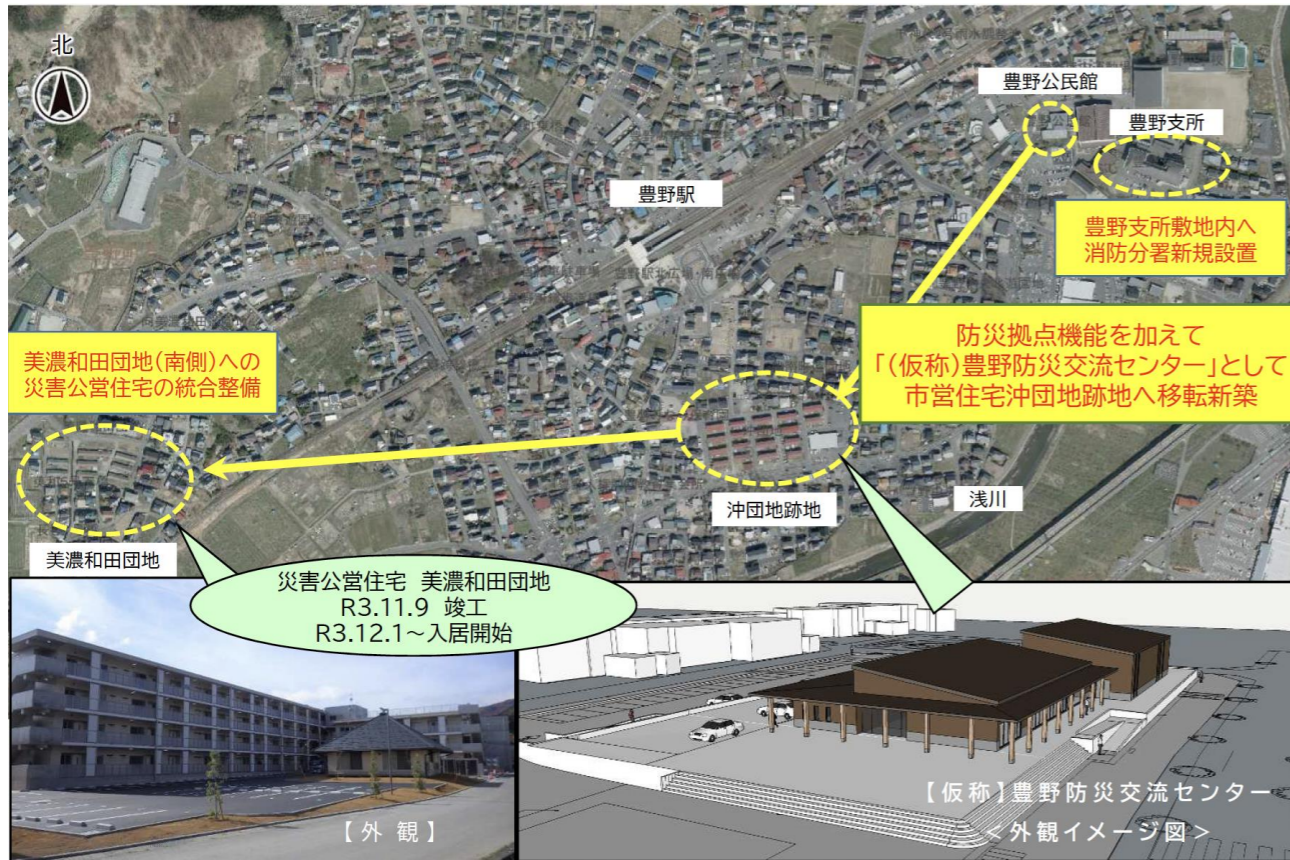 北
豊野公民館
豊野支所
豊野駅
豊野支所敷地内へ
消防分署新規設置
防災拠点機能を加えて
「(仮称)豊野防災交流センター」として
市営住宅沖団地跡地へ移転新築
美濃和田団地(南側)への
災害公営住宅の統合整備
沖団地跡地
浅川
美濃和田団地
災害公営住宅 美濃和田団地
R3.11.9 竣工
R3.12.1～入居開始
【外観】
【仮称】豊野防災交流センター
＜外観イメージ図＞